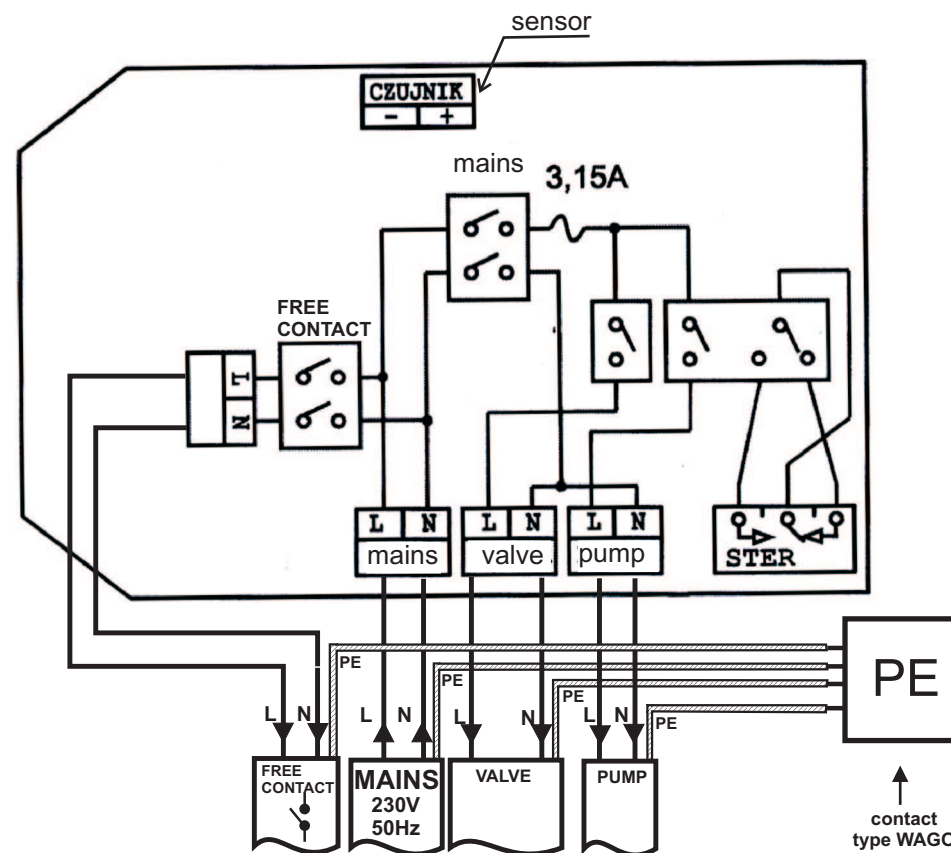 sensor
CZUJNIK
- +
mains
3,15A
FREE
CONTACT
L
N
L N
mains
L N
valve
L N
pump
STER
PE
PE
PE
PE
PE
L N
L N
L N
L N
FREE
CONTACT
MAINS
230V
50Hz
VALVE
PUMP
contact
type WAGO